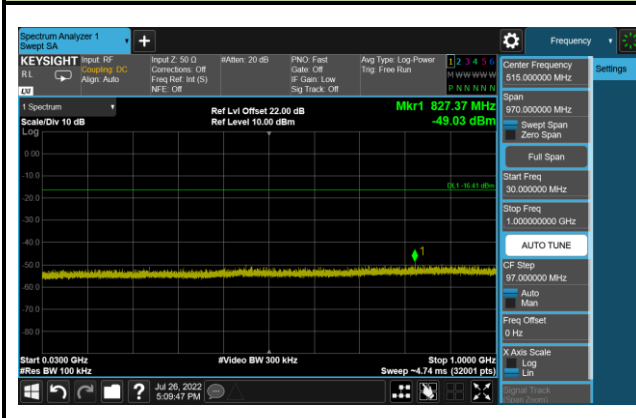 Spectrum Analyzer 1
Swept SA
+
Frequency
KEYSIGHT
RL
LXI
Input: RF
Coupling: DC
Align: Auto
Input Z: 50 Ω
Corrections: Off
Freq Ref: Int (S)
NFE: Off
#Atten: 20 dB
PNO: Fast
Gate: Off
IF Gain: Low
Sig Track: Off
Avg Type: Log-Power
Trig: Free Run
1 2 3 4 5 6
M W W W W W
P N N N N N
Center Frequency
515.000000 MHz
Settings
1 Spectrum
Scale/Div 10 dB
Log
Ref Lvl Offset 22.00 dB
Ref Level 10.00 dBm
Mkr1 827.37 MHz
-49.03 dBm
Span
970.000000 MHz
Swept Span
Zero Span
Full Span
Start Freq
30.000000 MHz
Stop Freq
1.000000000 GHz
AUTO TUNE
CF Step
97.000000 MHz
Auto
Man
Freq Offset
0 Hz
X Axis Scale
Log
Lin
Signal Track
(Span Zoom)
0.00
-10.0
DL1 -16.41 dBm
-20.0
-30.0
-40.0
1
-50.0
-60.0
-70.0
-80.0
Start 0.0300 GHz
#Res BW 100 kHz
#Video BW 300 kHz
Stop 1.0000 GHz
Sweep ~4.74 ms (32001 pts)
?
Jul 26, 2022
5:09:47 PM